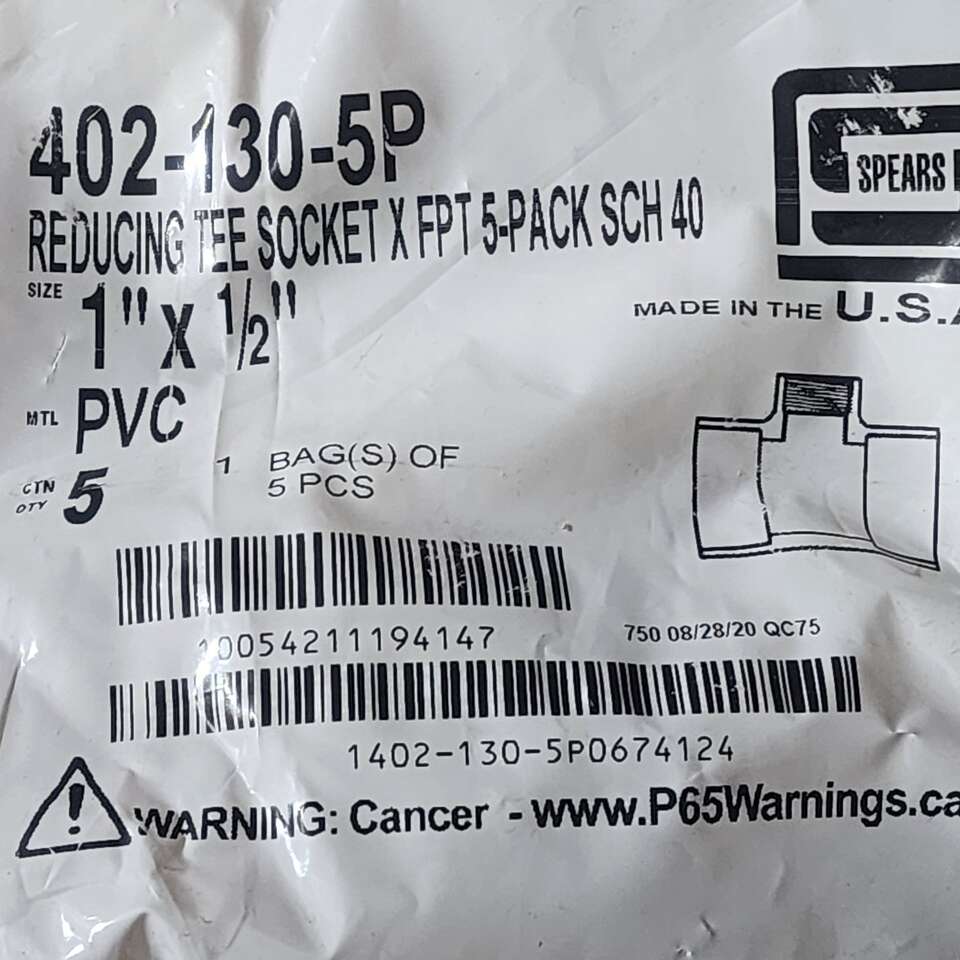 402-130-5P
REDUCING TEE SOCKET X FPT 5-PACK SCH 40
SIZE 1" X 1/2"
MTL PVC
CTN QTY 5
1 BAG(S) OF
5 PCS
SPEARS
MADE IN THE U.S.A
10054211194147
750 08/28/20 QC75
1402-130-5P0674124
WARNING: Cancer - www.P65Warnings.ca